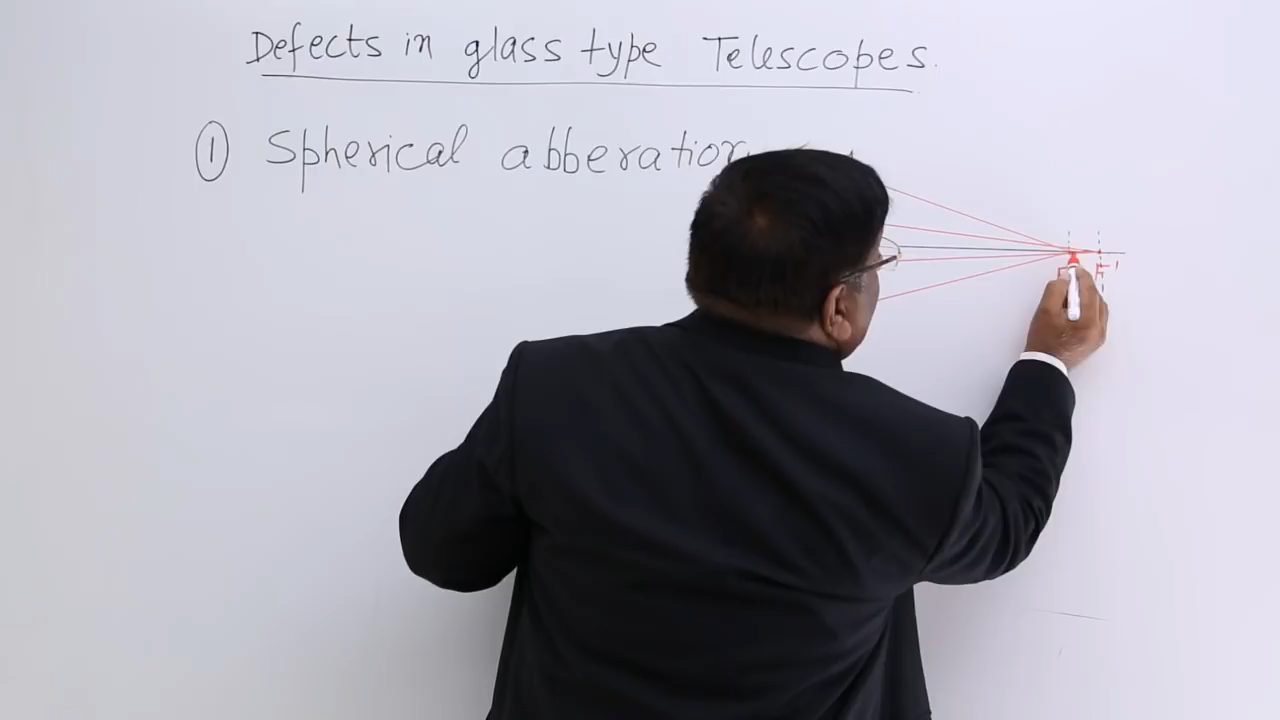 Defects in glass type Telescopes.
① Spherical abberation
F'